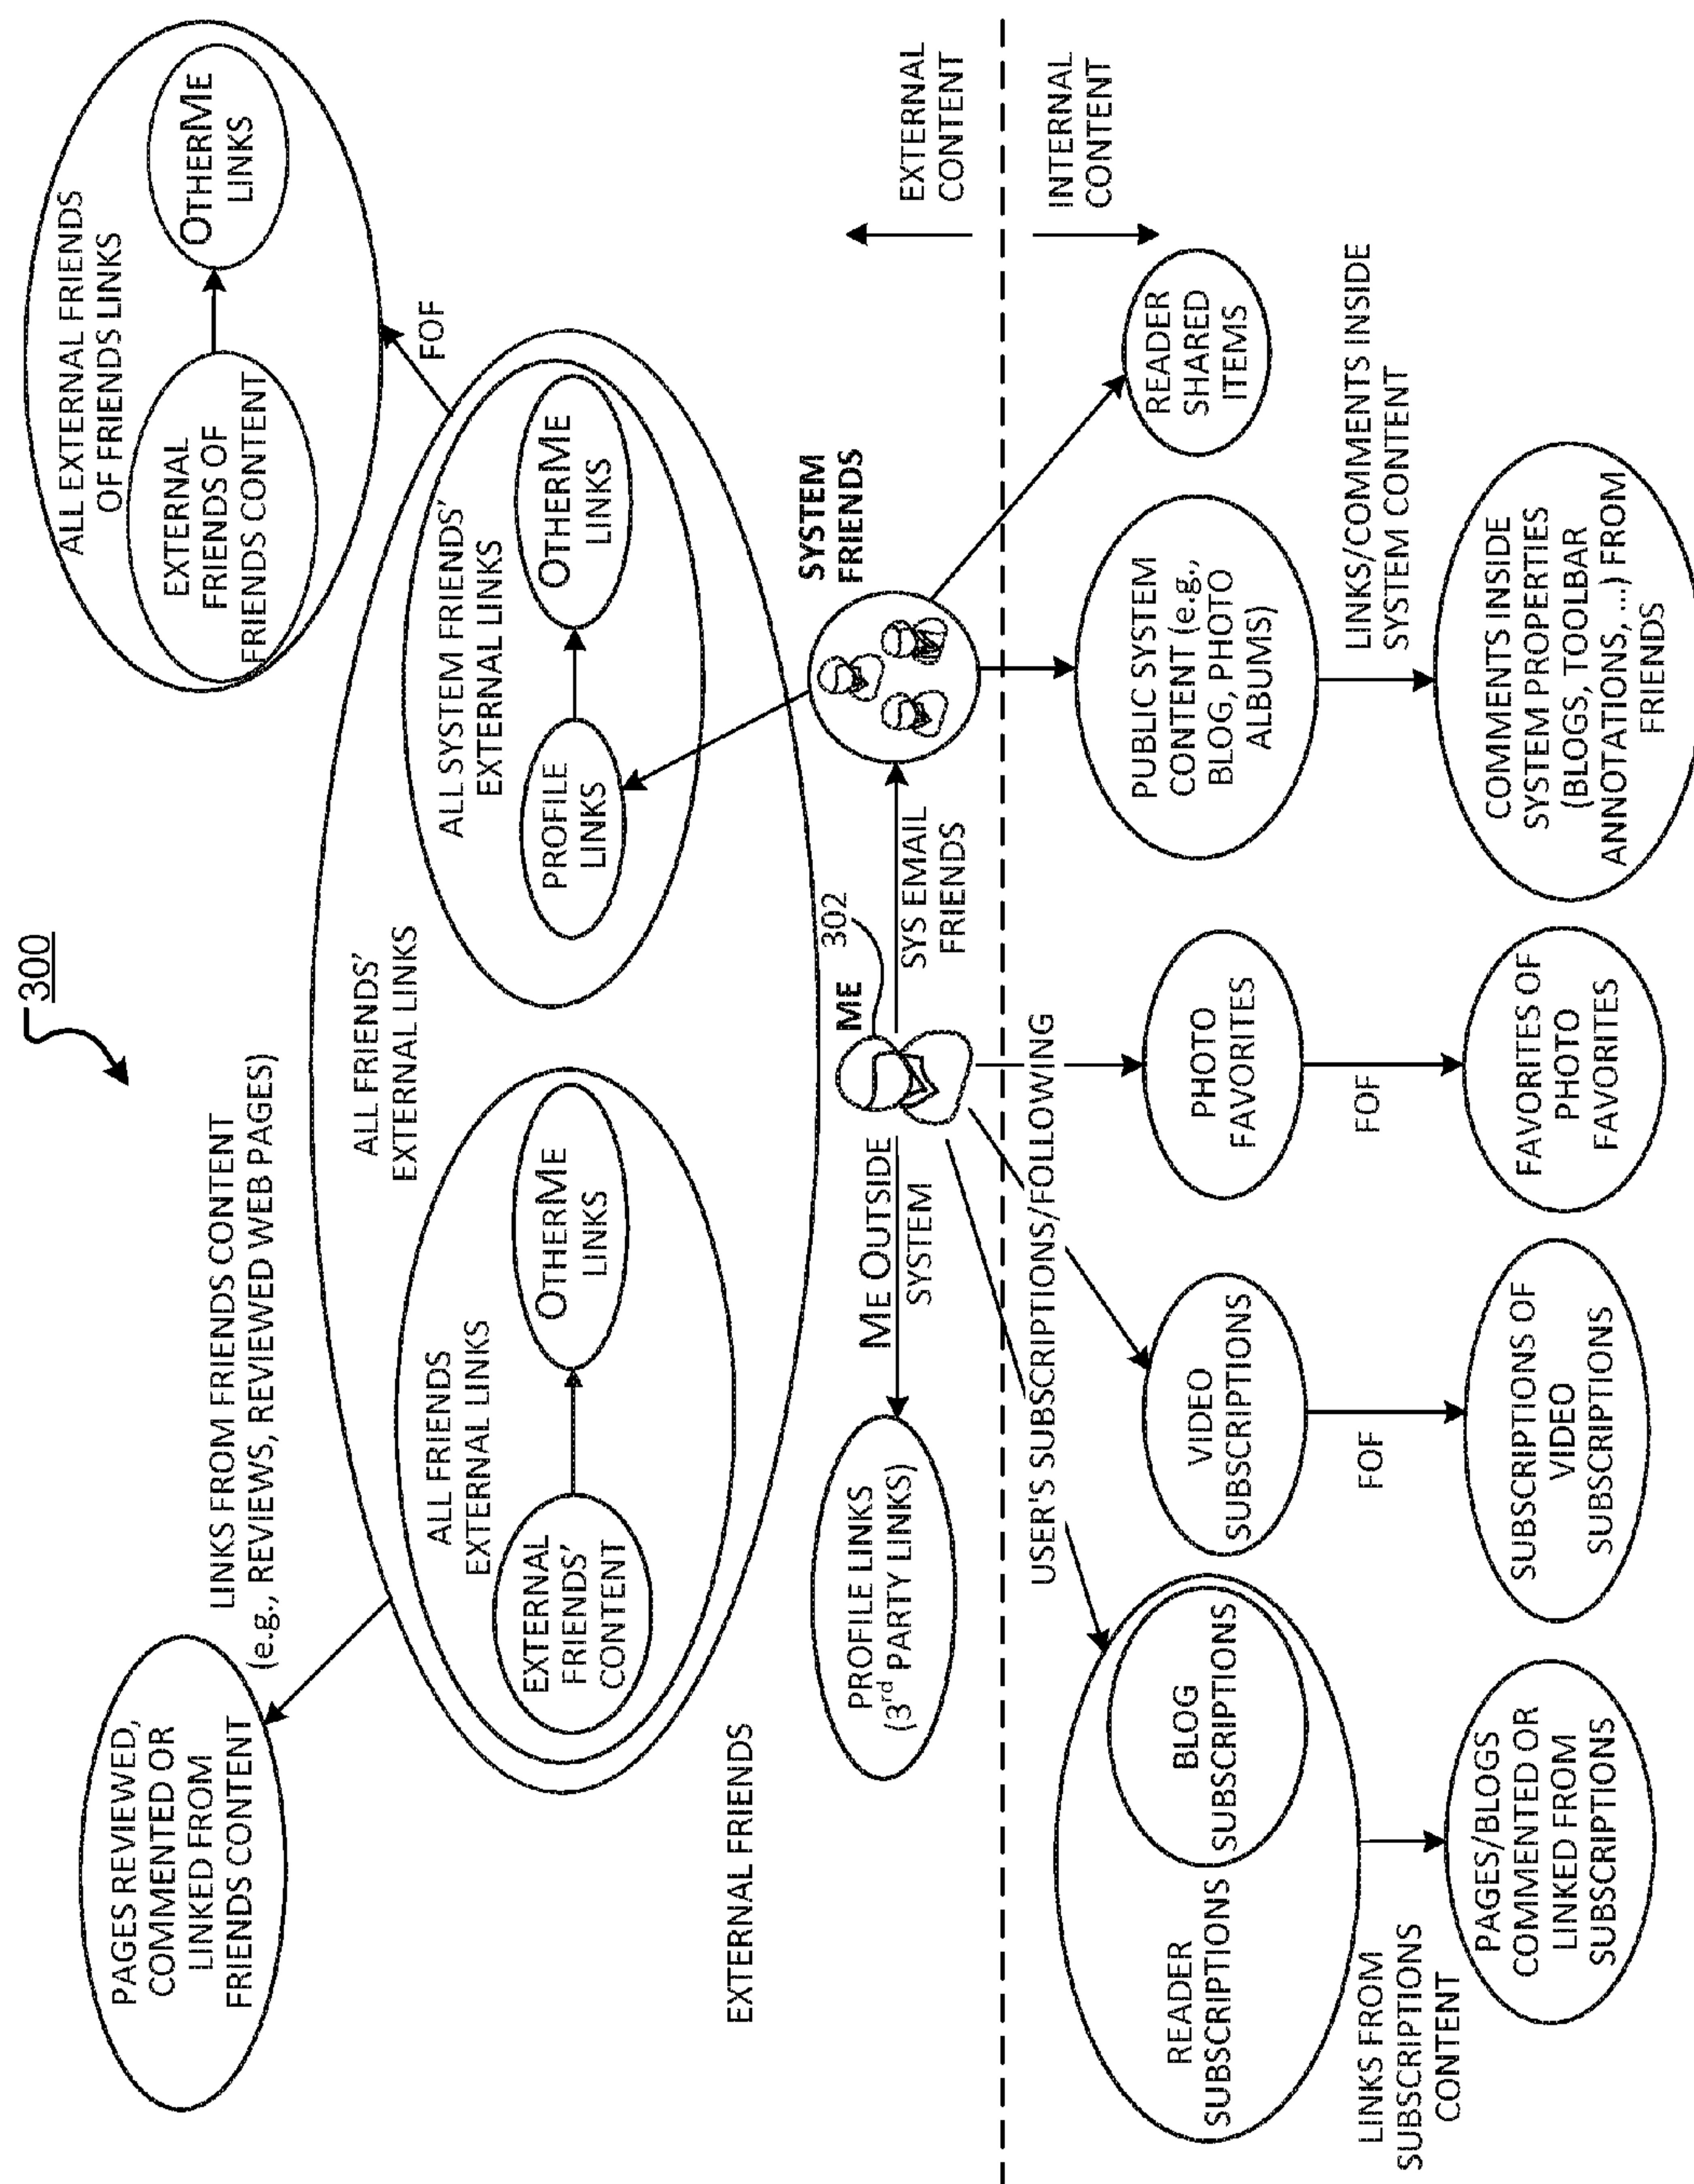 300
LINKS FROM FRIENDS CONTENT
(e.g., REVIEWS, REVIEWED WEB PAGES)
PAGES REVIEWED,
COMMENTED OR
LINKED FROM
FRIENDS CONTENT
ALL EXTERNAL FRIENDS
OF FRIENDS LINKS
EXTERNAL
FRIENDS OF
FRIENDS CONTENT
OTHERME
LINKS
FOF
ALL FRIENDS'
EXTERNAL LINKS
ALL FRIENDS
EXTERNAL LINKS
EXTERNAL
FRIENDS'
CONTENT
OTHERME
LINKS
ALL SYSTEM FRIENDS'
EXTERNAL LINKS
PROFILE
LINKS
OTHERME
LINKS
EXTERNAL FRIENDS
PROFILE LINKS
(3rd PARTY LINKS)
ME OUTSIDE
SYSTEM
ME
302
SYS EMAIL
FRIENDS
SYSTEM
FRIENDS
EXTERNAL
CONTENT
INTERNAL
CONTENT
USER'S SUBSCRIPTIONS/FOLLOWING
READER
SUBSCRIPTIONS
BLOG
SUBSCRIPTIONS
VIDEO
SUBSCRIPTIONS
PHOTO
FAVORITES
PUBLIC SYSTEM
CONTENT (e.g.,
BLOG, PHOTO
ALBUMS)
READER
SHARED
ITEMS
LINKS FROM
SUBSCRIPTIONS
CONTENT
FOF
FOF
LINKS/COMMENTS INSIDE
SYSTEM CONTENT
PAGES/BLOGS
COMMENTED OR
LINKED FROM
SUBSCRIPTIONS
SUBSCRIPTIONS OF
VIDEO
SUBSCRIPTIONS
FAVORITES OF
PHOTO
FAVORITES
COMMENTS INSIDE
SYSTEM PROPERTIES
(BLOGS, TOOLBAR
ANNOTATIONS, ...) FROM
FRIENDS